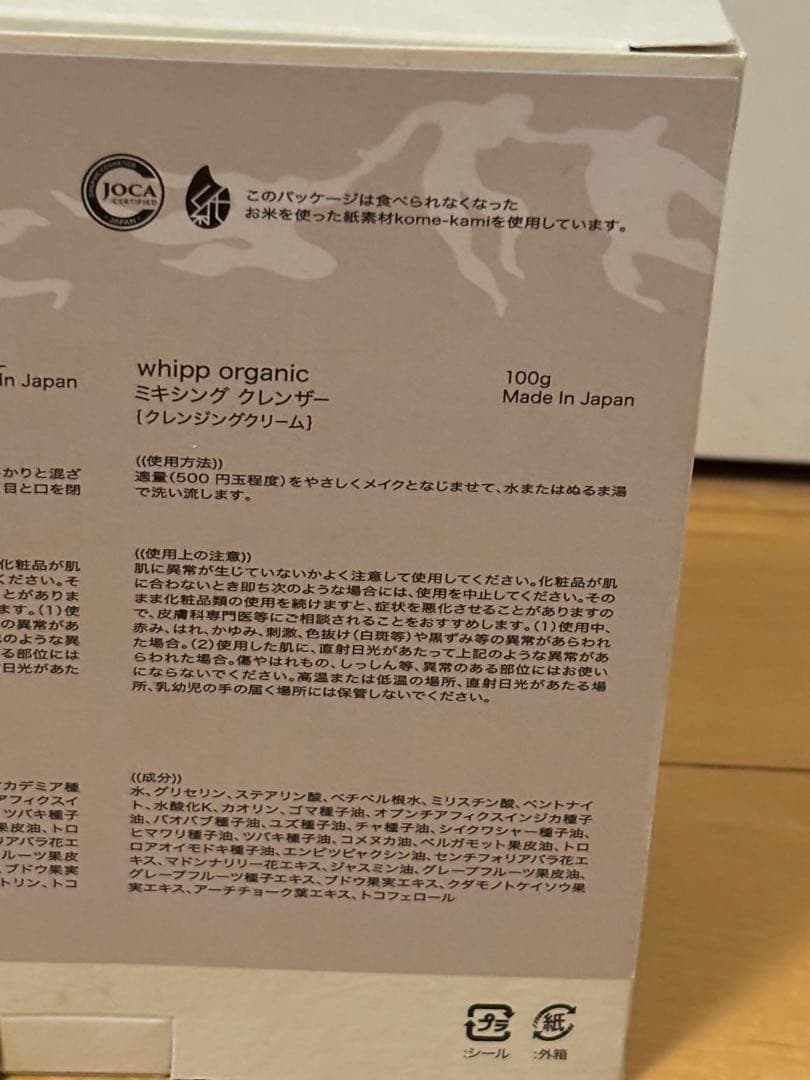 JOCA
CERTIFIED
JAPAN
紙
このパッケージは食べられなくなった
お米を使った紙素材kome-kamiを使用しています。
In Japan
かりと混ざ
目と口を閉
化粧品が肌
ください。そ
とがありま
ます。(1)使
の異常があ
記のような異
る部位には
日光があた
カデミア種
アフィクスイ
ツバキ種子
果皮油、トロ
リアバラ花エ
ルーツ果皮
ブドウ果実
トリン、トコ
whipp organic
ミキシング クレンザー
{クレンジングクリーム}
100g
Made In Japan
((使用方法))
適量(500 円玉程度)をやさしくメイクとなじませて、水またはぬるま湯
で洗い流します。
((使用上の注意))
肌に異常が生じていないかよく注意して使用してください。化粧品が肌
に合わないとき即ち次のような場合には、使用を中止してください。その
まま化粧品類の使用を続けますと、症状を悪化させることがありますの
で、皮膚科専門医等にご相談されることをおすすめします。(1)使用中、
赤み、はれ、かゆみ、刺激、色抜け(白斑等)や黒ずみ等の異常があらわれ
た場合。(2)使用した肌に、直射日光があたって上記のような異常があ
らわれた場合。傷やはれもの、しっしん等、異常のある部位にはお使い
にならないでください。高温または低温の場所、直射日光があたる場
所、乳幼児の手の届く場所には保管しないでください。
((成分))
水、グリセリン、ステアリン酸、ベチベル根水、ミリスチン酸、ベントナイ
ト、水酸化K、カオリン、ゴマ種子油、オプンチアフィクスインジカ種子
油、バオバブ種子油、ユズ種子油、チャ種子油、シイクワシャー種子油、
ヒマワリ種子油、ツバキ種子油、コメヌカ油、ベルガモット果皮油、トロ
ロアオイモドキ種子油、エンピツビャクシン油、センチフォリアバラ花エ
キス、マドンナリリー花エキス、ジャスミン油、グレープフルーツ果皮油、
グレープフルーツ種子エキス、ブドウ果実エキス、クダモノトケイソウ果
実エキス、アーチチョーク葉エキス、トコフェロール
プラ
:シール
紙
:外箱